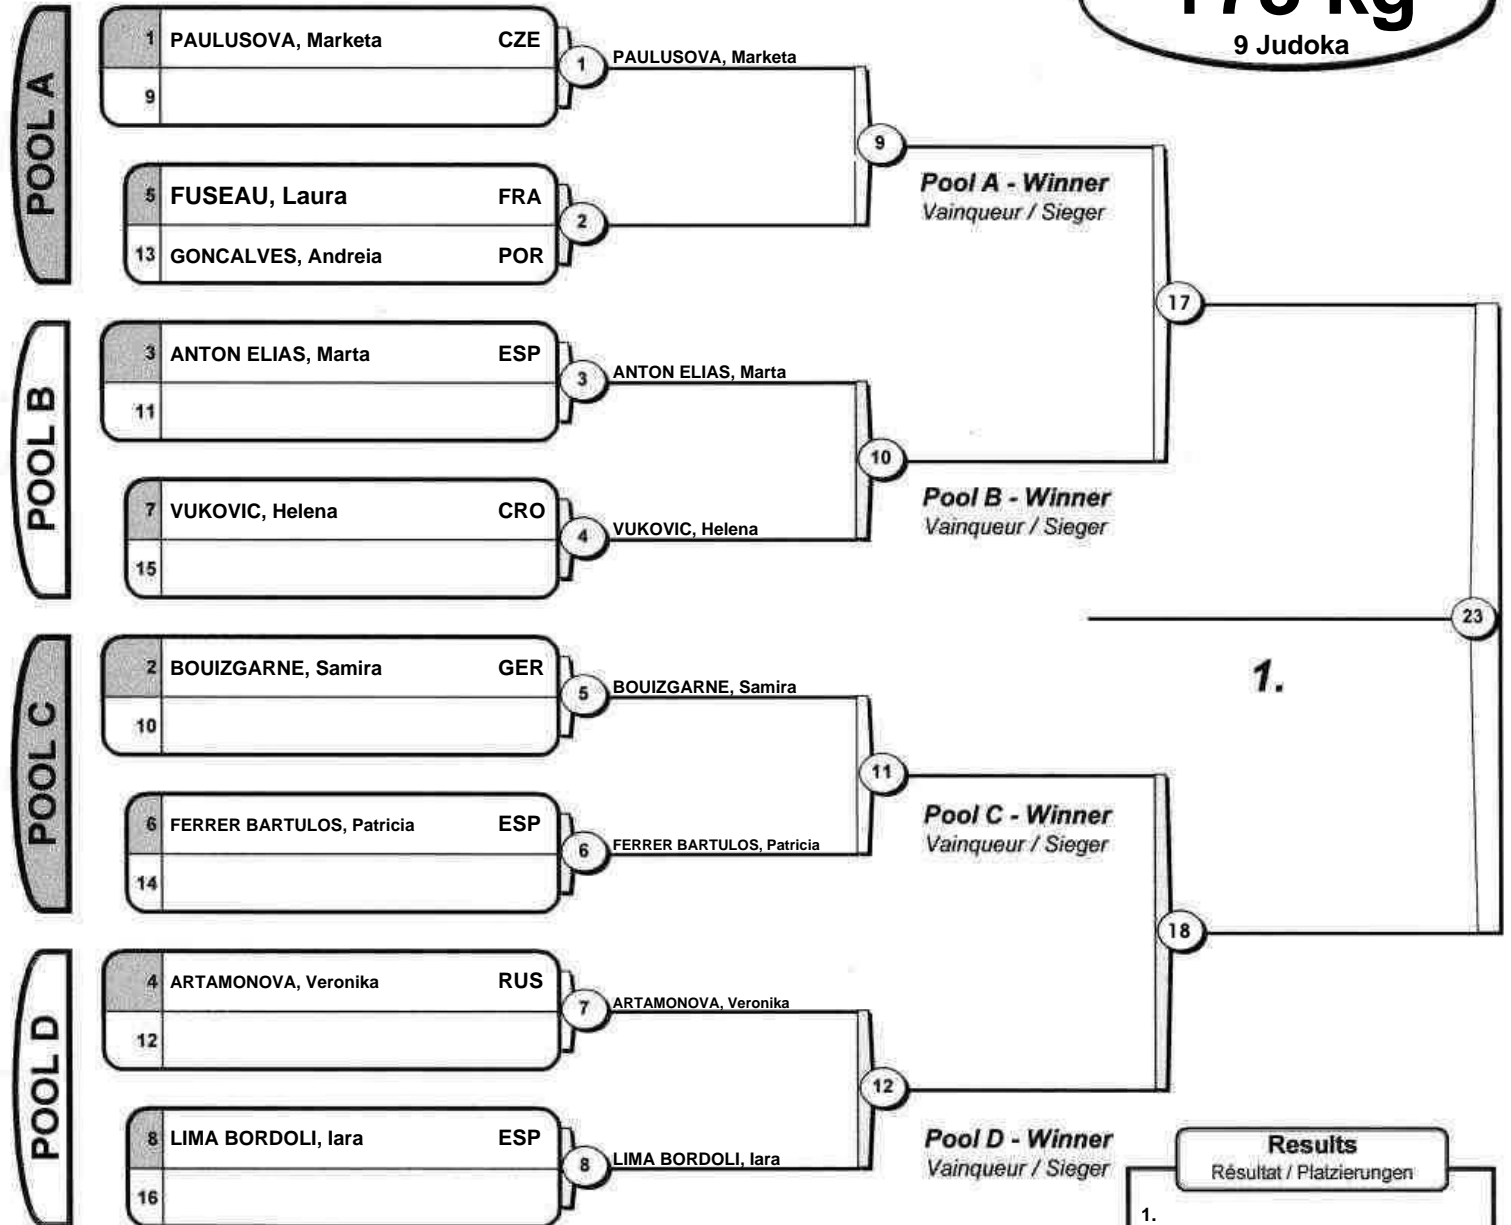 +78 kg
9 Judoka
POOL A
1 PAULUSOVA, Marketa CZE
9
1 PAULUSOVA, Marketa
5 FUSEAU, Laura FRA
13 GONCALVES, Andreia POR
2
9
Pool A - Winner
Vainqueur / Sieger
POOL B
3 ANTON ELIAS, Marta ESP
11
3 ANTON ELIAS, Marta
7 VUKOVIC, Helena CRO
15
4 VUKOVIC, Helena
10
Pool B - Winner
Vainqueur / Sieger
17
POOL C
2 BOUIZGARNE, Samira GER
10
5 BOUIZGARNE, Samira
6 FERRER BARTULOS, Patricia ESP
14
6 FERRER BARTULOS, Patricia
11
Pool C - Winner
Vainqueur / Sieger
23
1.
POOL D
4 ARTAMONOVA, Veronika RUS
12
7 ARTAMONOVA, Veronika
8 LIMA BORDOLI, Iara ESP
16
8 LIMA BORDOLI, Iara
12
Pool D - Winner
Vainqueur / Sieger
18
Results
Résultat / Platzierungen
1.